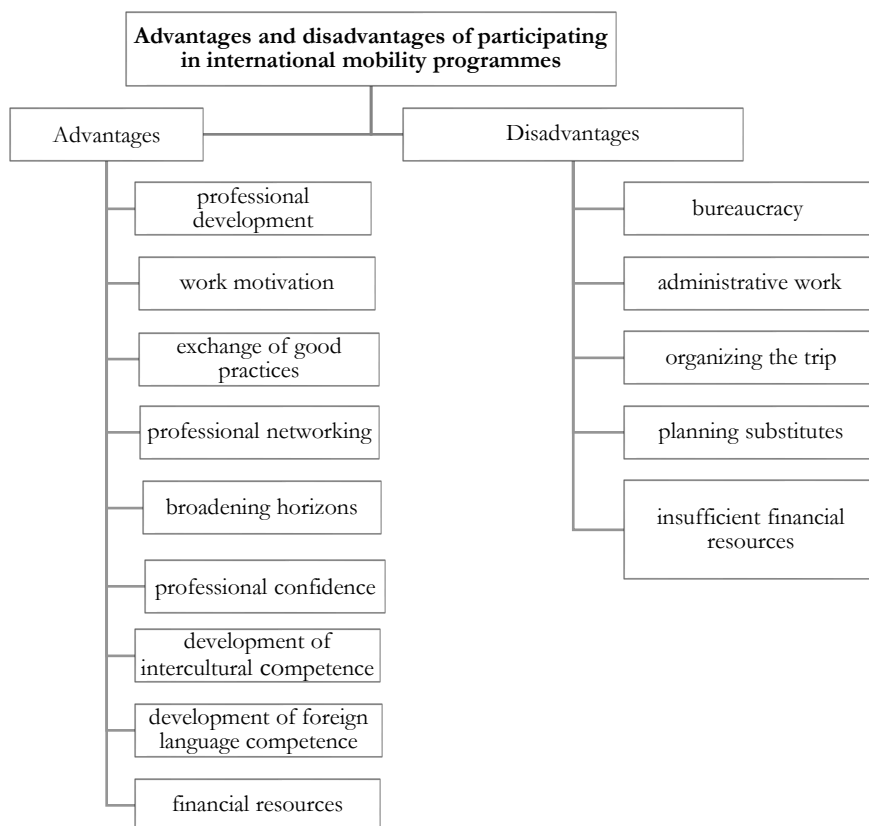 Advantages and disadvantages of participating
in international mobility programmes
Advantages
professional
development
work motivation
exchange of good
practices
professional networking
broadening horizons
professional confidence
development of
intercultural competence
development of foreign
language competence
financial resources
Disadvantages
bureaucracy
administrative work
organizing the trip
planning substitutes
insufficient financial
resources